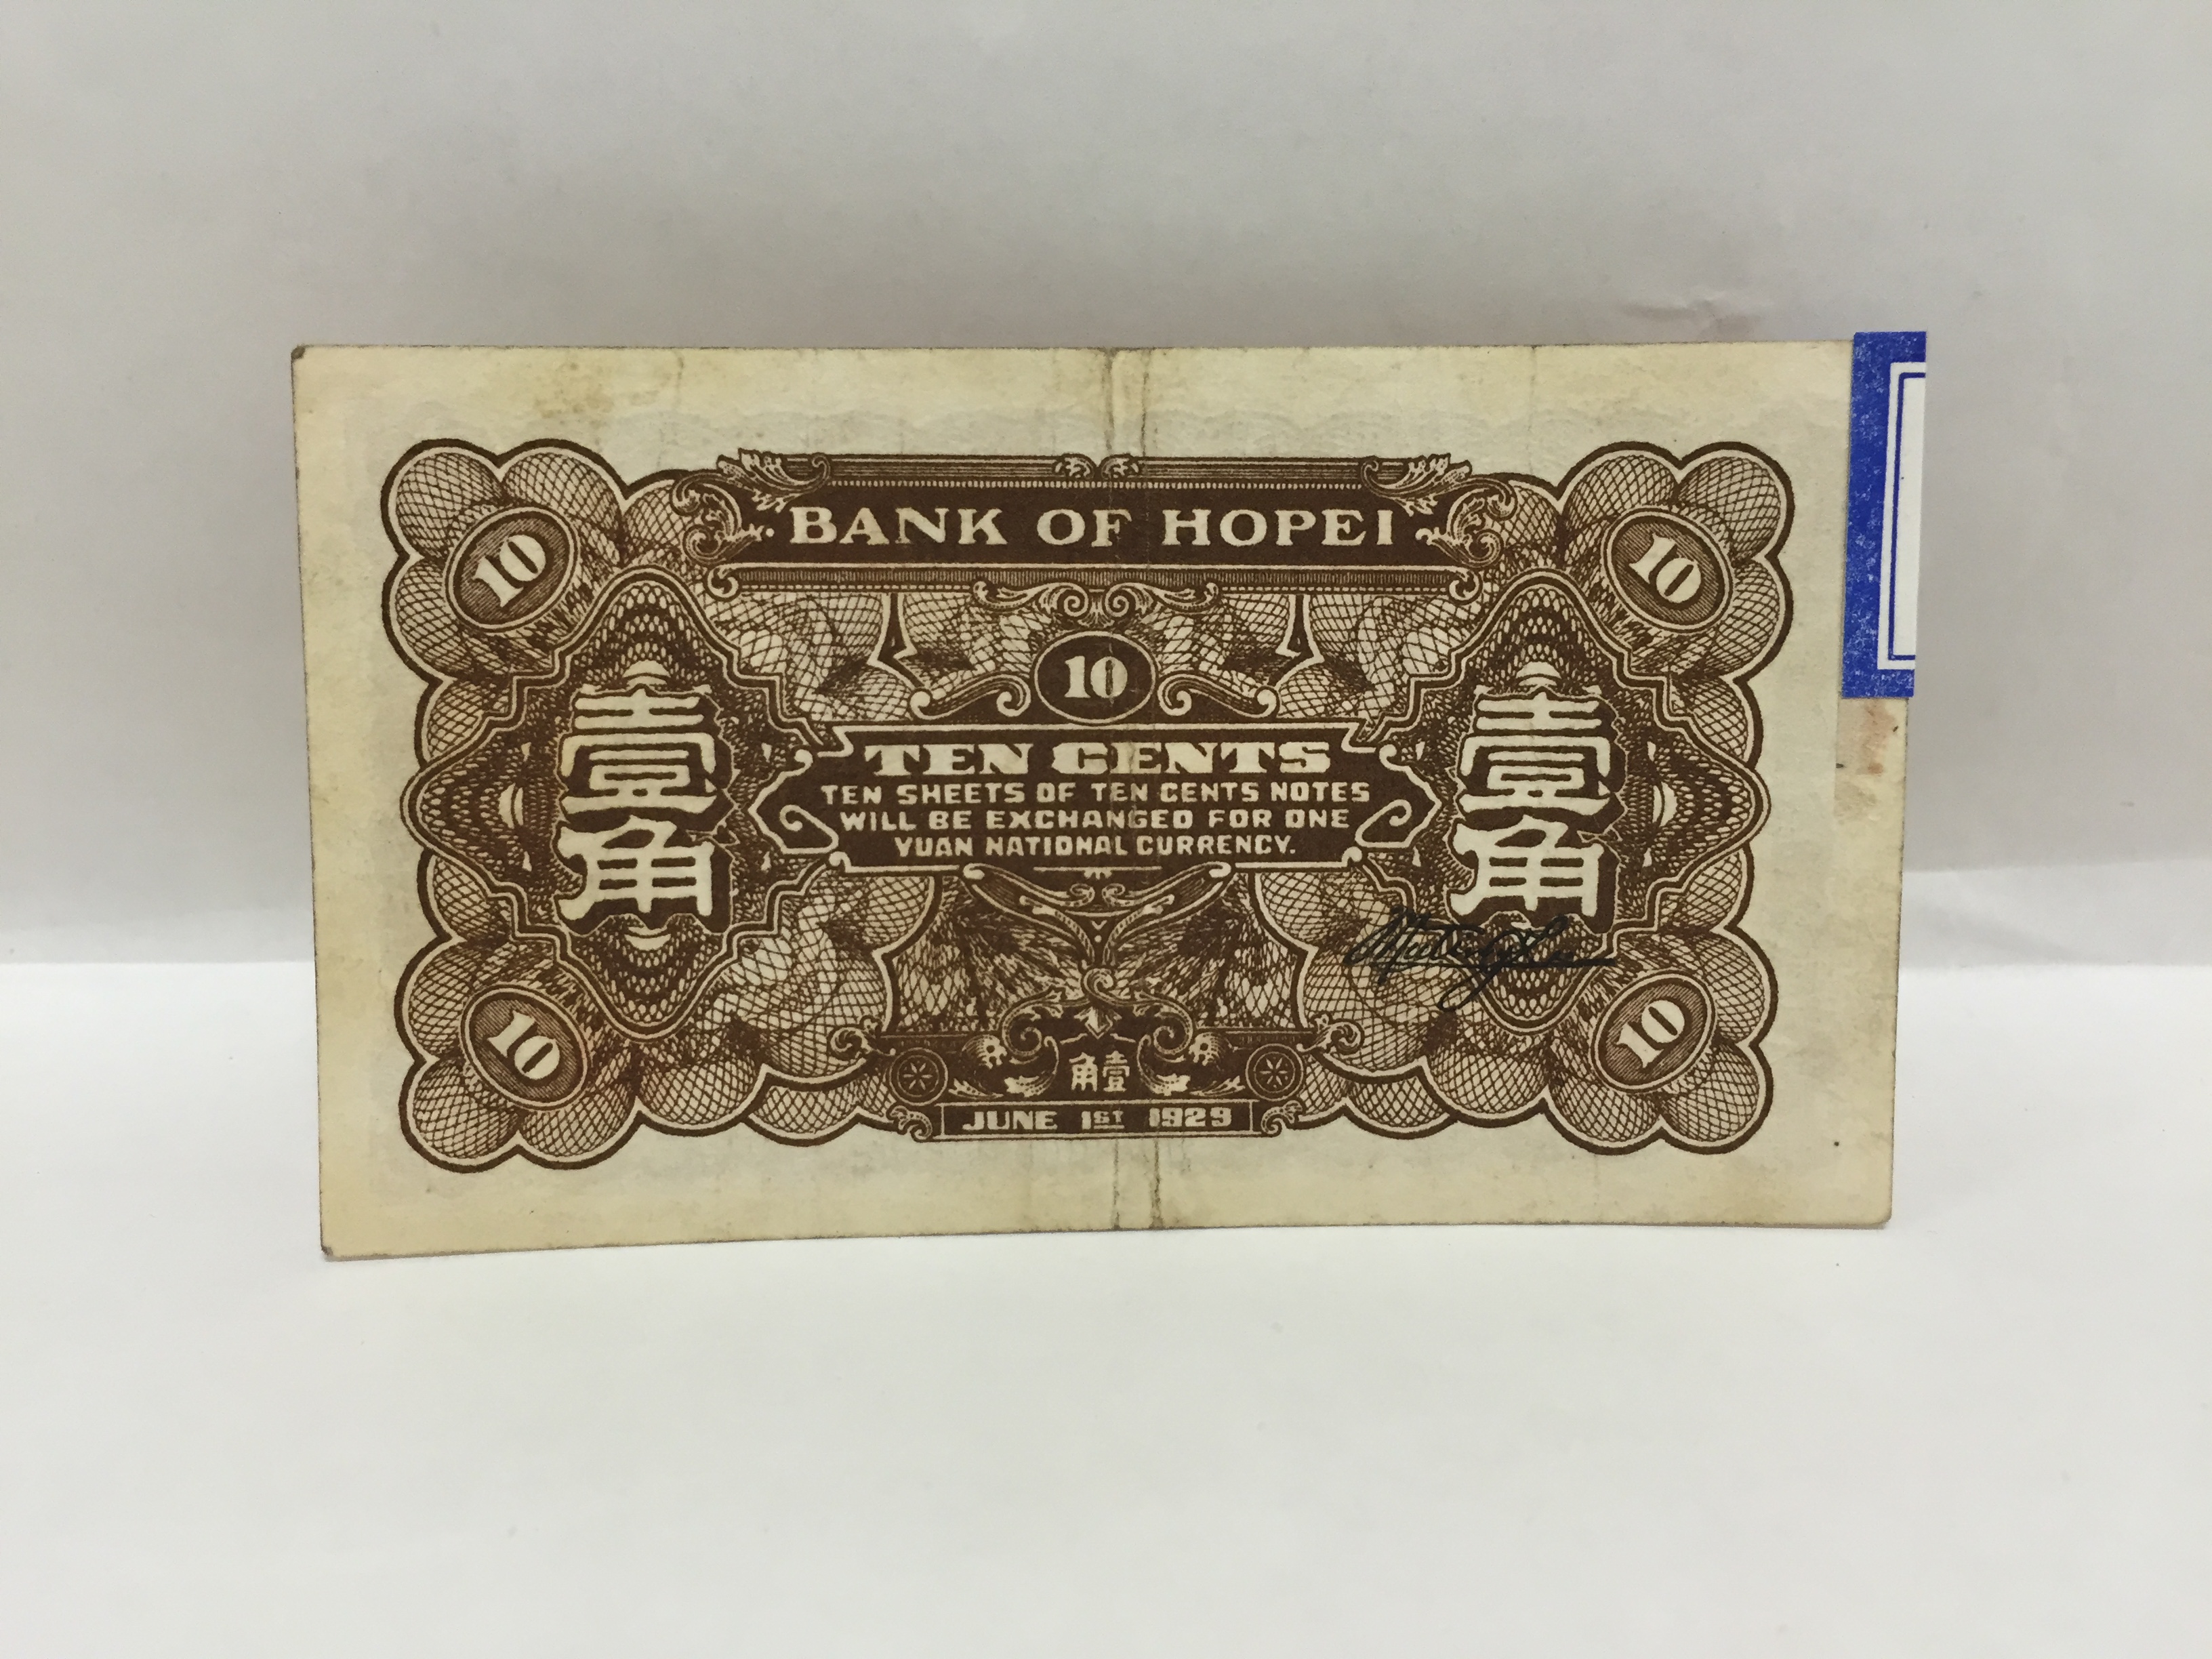 BANK OF HOPEI
10
10
10
壹角
TEN CENTS
TEN SHEETS OF TEN CENTS NOTES
WILL BE EXCHANGED FOR ONE
YUAN NATIONAL CURRENCY.
壹角
10
角壹
10
JUNE 1ST 1929